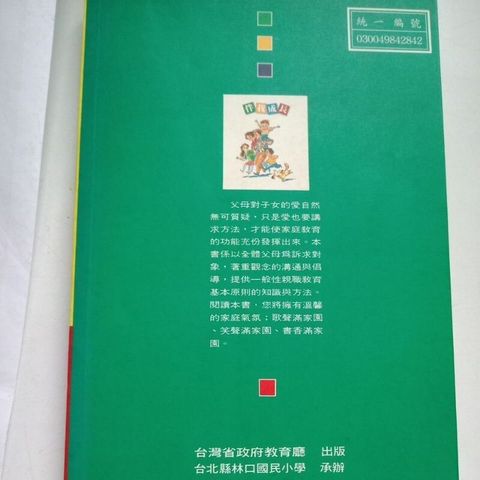 統一編號
030049842842
伴我成長
父母對子女的愛自然
無可質疑，只是愛也要講
求方法，才能使家庭教育
的功能充份發揮出來。本
書係以全體父母為訴求對
象，著重觀念的溝通與倡
導，提供一般性親職教育
基本原則的知識與方法。
閱讀本書，您將擁有溫馨
的家庭氣氛；歌聲滿家園
、笑聲滿家園、書香滿家
園。
台灣省政府教育廳　出版
台北縣林口國民小學　承辦